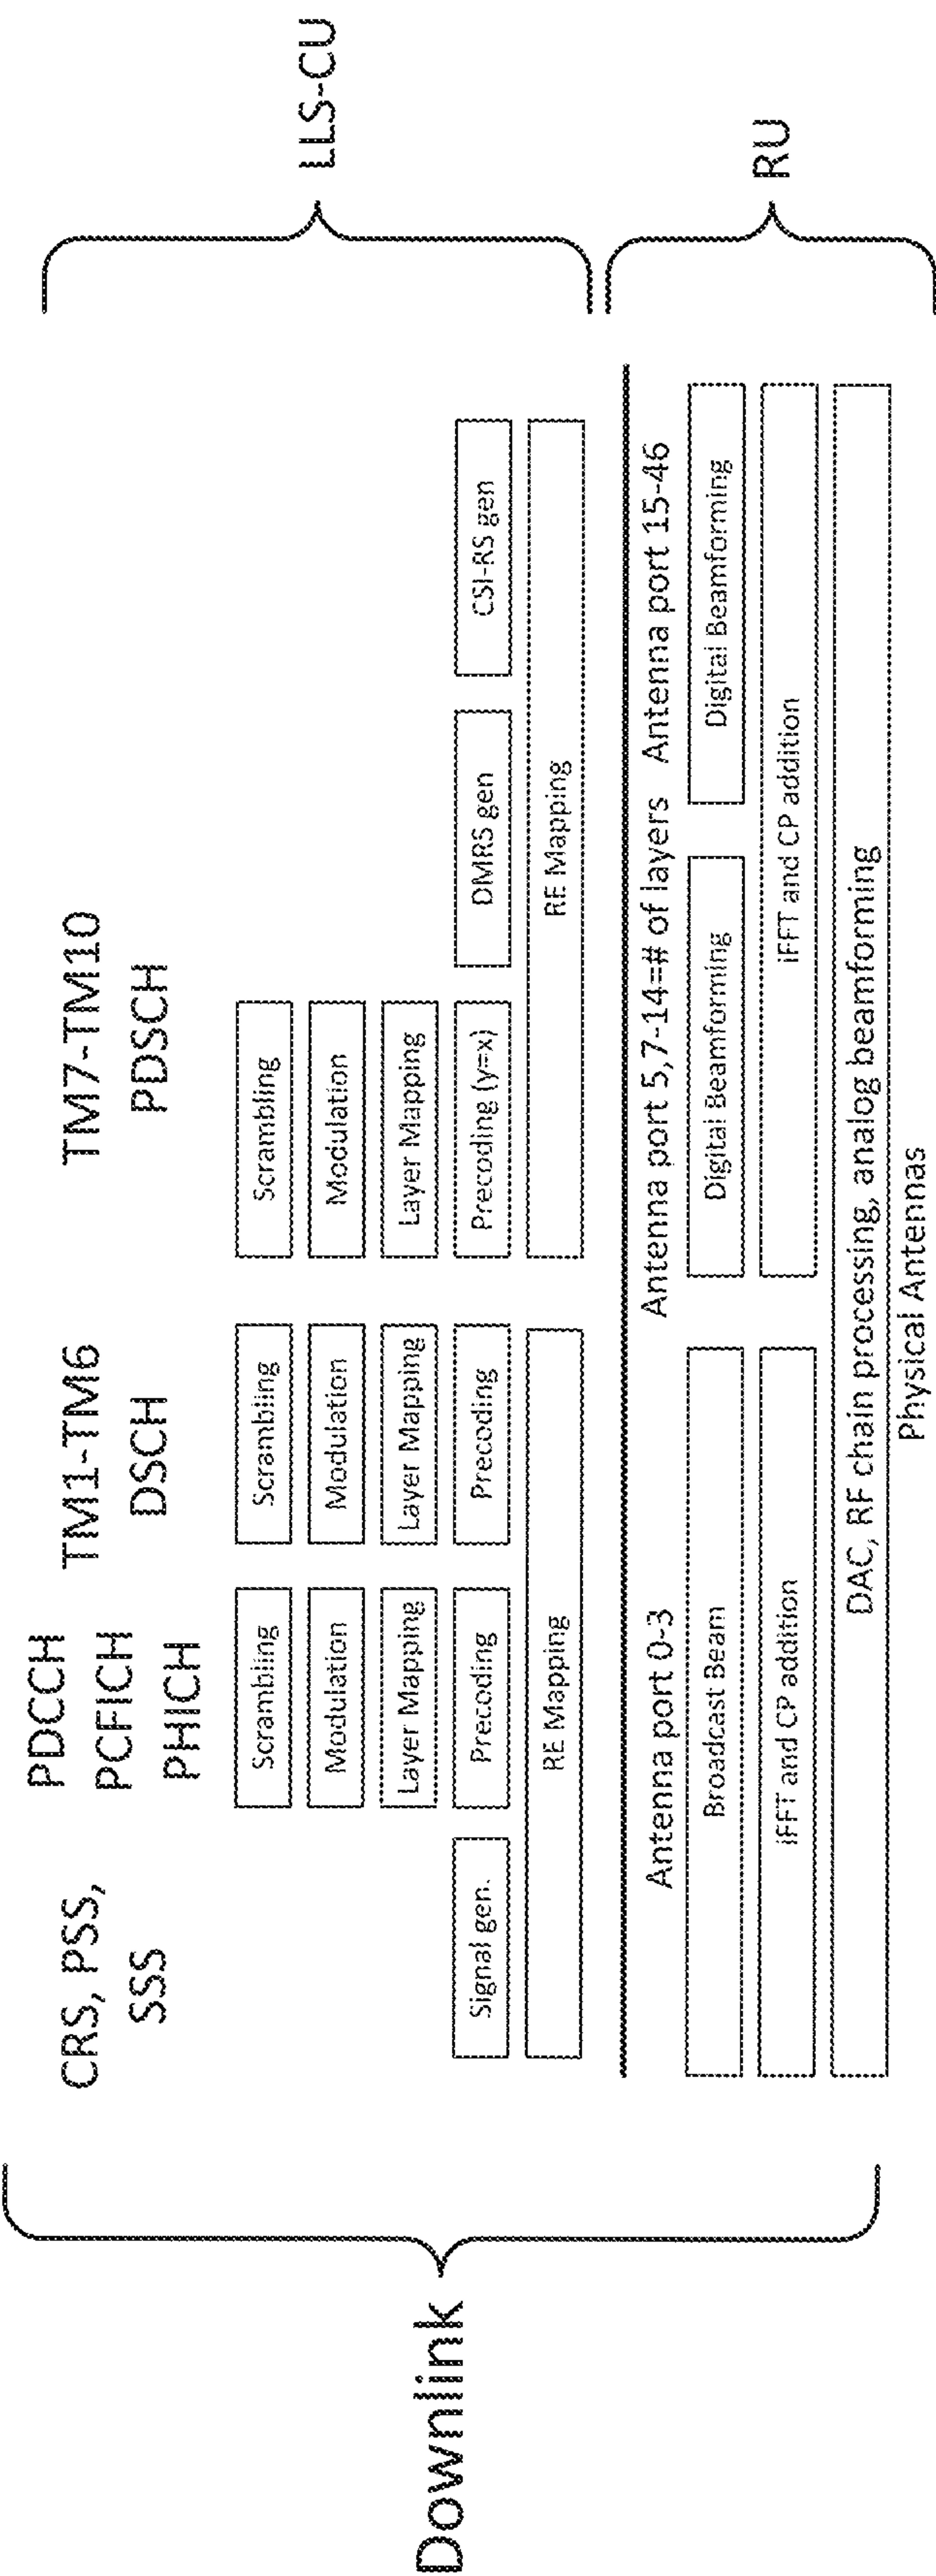 Downlink
CRS, PSS,
SSS
PDCCH
PCFICH
PHICH
TM1-TM6
DSCH
TM7-TM10
PDSCH
Scrambling
Scrambling
Scrambling
Modulation
Modulation
Modulation
Layer Mapping
Layer Mapping
Layer Mapping
Signal gen.
Precoding
Precoding
Precoding (y=x)
DMRS gen
CSI-RS gen
RE Mapping
RE Mapping
LLS-CU
Antenna port 0-3
Antenna port 5,7-14=# of layers
Antenna port 15-46
Broadcast Beam
Digital Beamforming
Digital Beamforming
iFFT and CP addition
iFFT and CP addition
DAC, RF chain processing, analog beamforming
Physical Antennas
RU